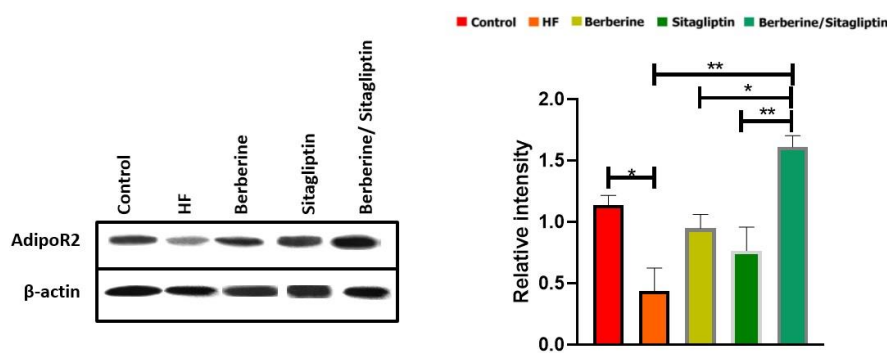 Control
HF
Berberine
Sitagliptin
Berberine/ Sitagliptin
AdipoR2
β-actin
Control HF Berberine Sitagliptin Berberine/Sitagliptin
**
*
**
*
Relative intensity
2.0
1.5
1.0
0.5
0.0